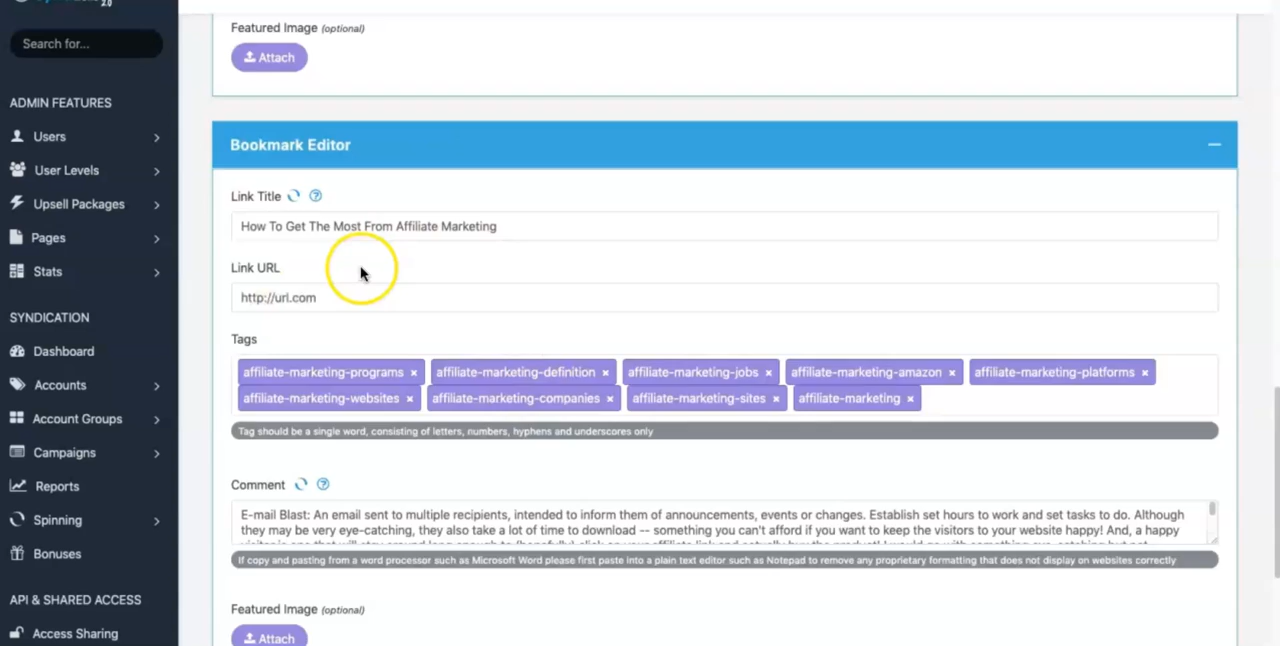 2.0
Search for...
ADMIN FEATURES
Users
User Levels
Upsell Packages
Pages
Stats
SYNDICATION
Dashboard
Accounts
Account Groups
Campaigns
Reports
Spinning
Bonuses
API & SHARED ACCESS
Access Sharing
Featured Image (optional)
Attach
Bookmark Editor
Link Title
How To Get The Most From Affiliate Marketing
Link URL
http://url.com
Tags
affiliate-marketing-programs × affiliate-marketing-definition × affiliate-marketing-jobs × affiliate-marketing-amazon × affiliate-marketing-platforms ×
affiliate-marketing-websites × affiliate-marketing-companies × affiliate-marketing-sites × affiliate-marketing ×
Tag should be a single word, consisting of letters, numbers, hyphens and underscores only
Comment
E-mail Blast: An email sent to multiple recipients, intended to inform them of announcements, events or changes. Establish set hours to work and set tasks to do. Although
they may be very eye-catching, they also take a lot of time to download -- something you can't afford if you want to keep the visitors to your website happy! And, a happy
If copy and pasting from a word processor such as Microsoft Word please first paste into a plain text editor such as Notepad to remove any proprietary formatting that does not display on websites correctly
Featured Image (optional)
Attach